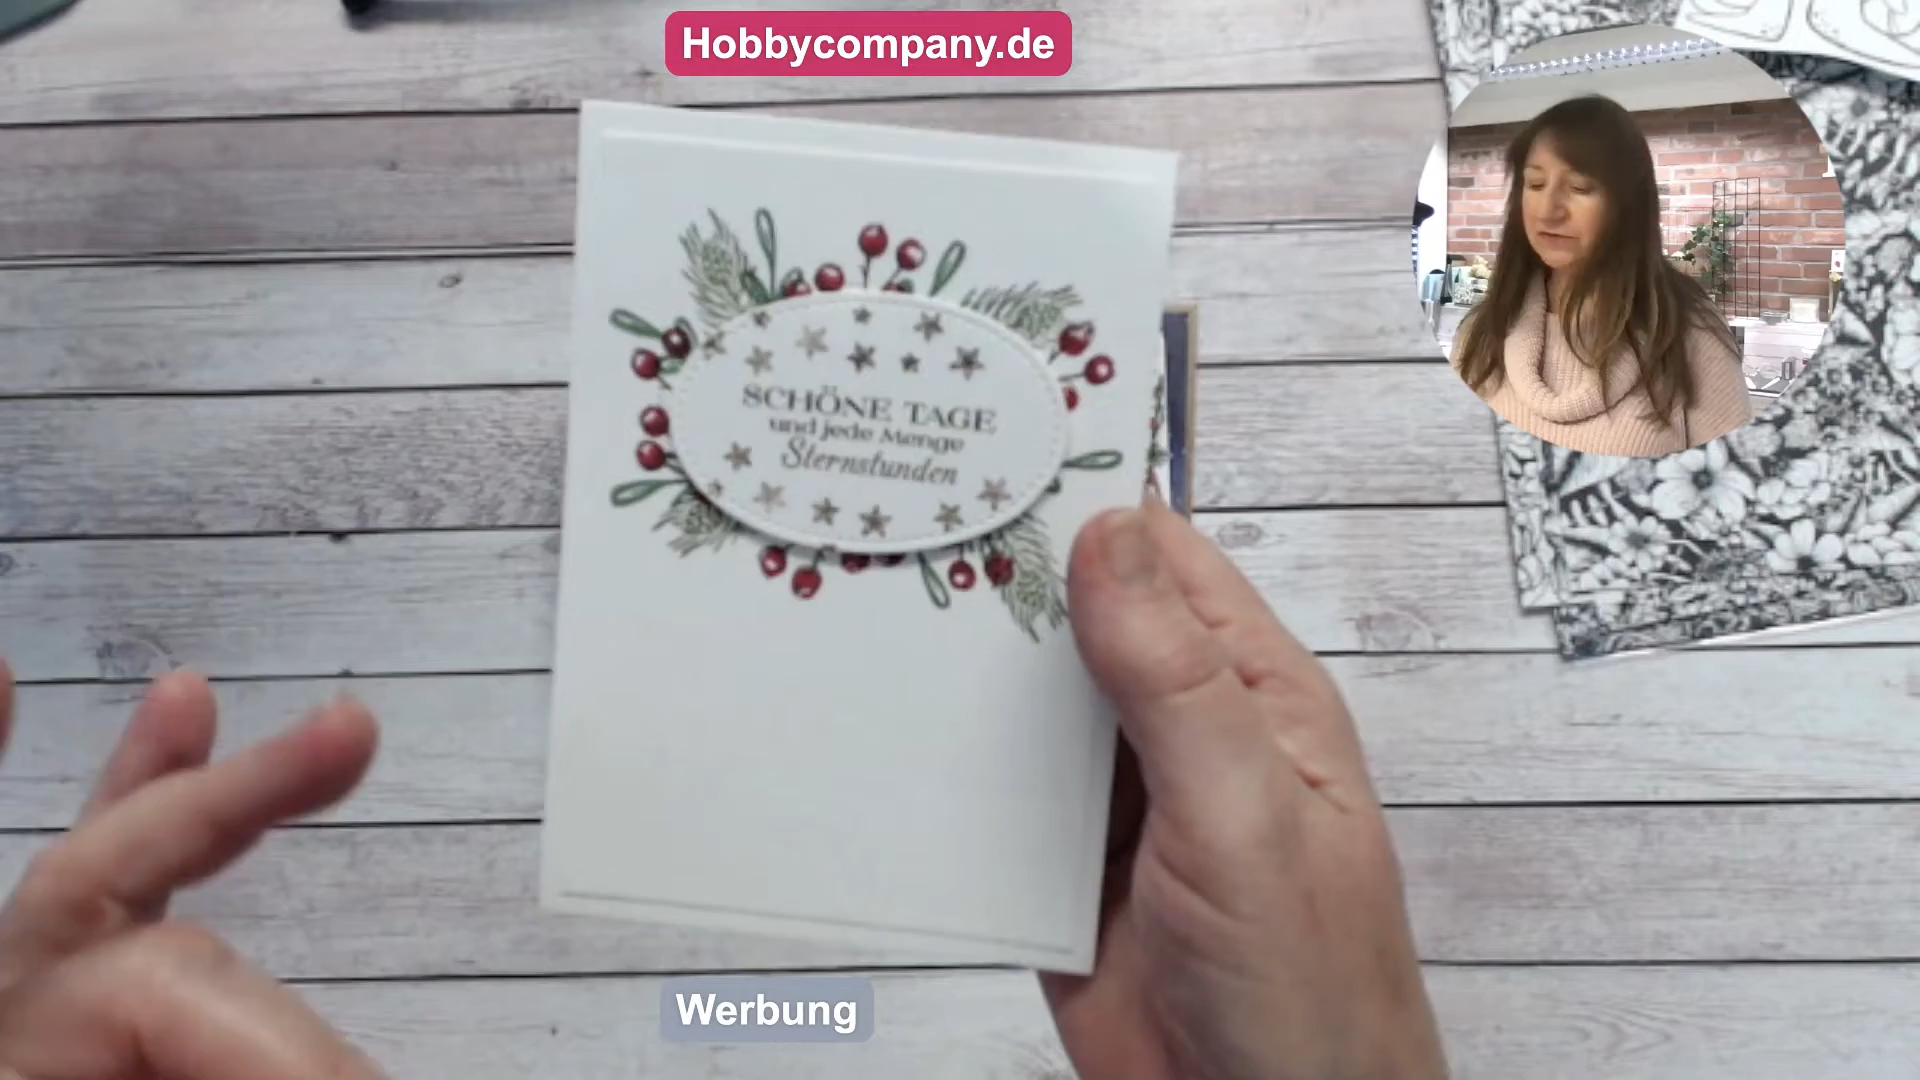 Hobbycompany.de
SCHÖNE TAGE
und jede Menge
Sternstunden
Werbung